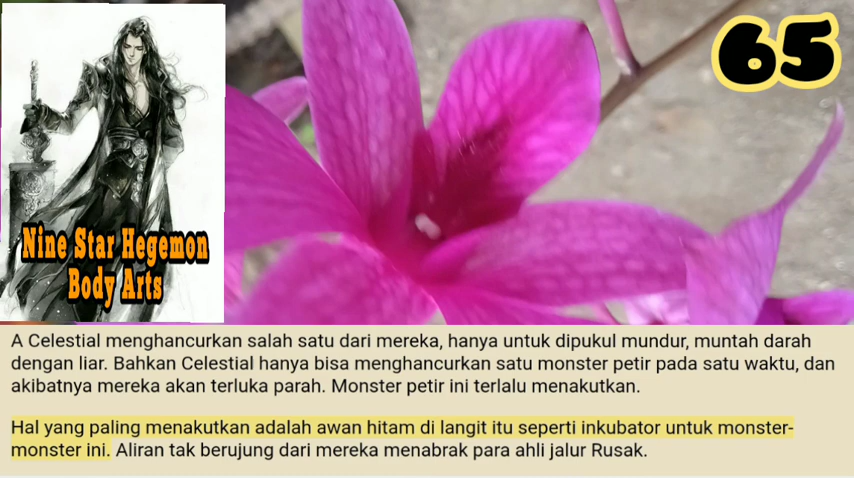 65
Nine Star Hegemon
Body Arts
A Celestial menghancurkan salah satu dari mereka, hanya untuk dipukul mundur, muntah darah
dengan liar. Bahkan Celestial hanya bisa menghancurkan satu monster petir pada satu waktu, dan
akibatnya mereka akan terluka parah. Monster petir ini terlalu menakutkan.
Hal yang paling menakutkan adalah awan hitam di langit itu seperti inkubator untuk monster-
monster ini. Aliran tak berujung dari mereka menabrak para ahli jalur Rusak.